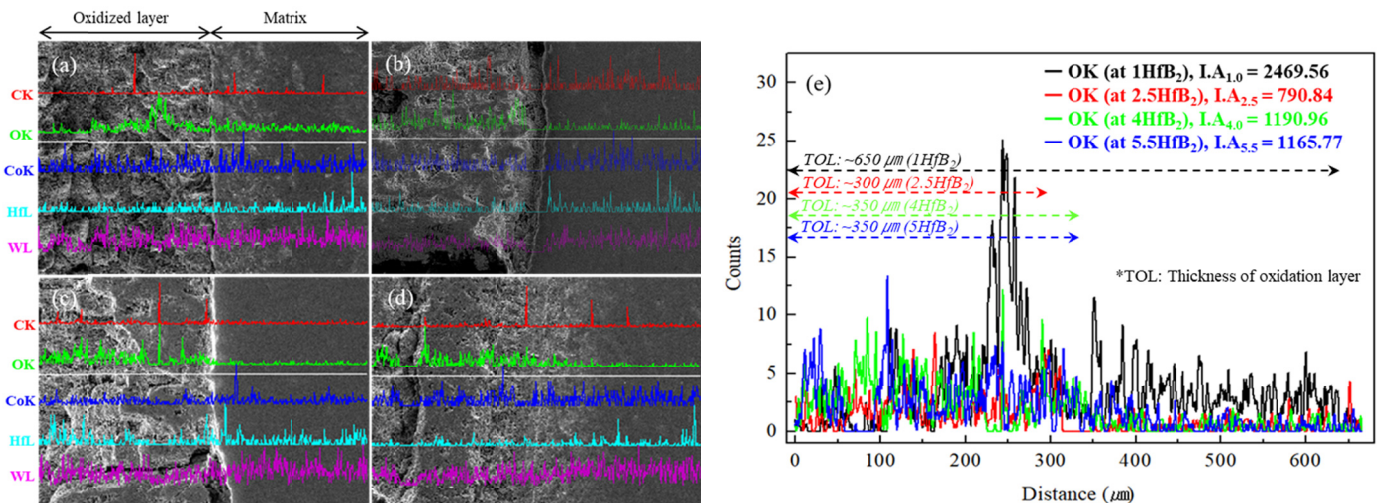 Oxidized layer Matrix
(a) (b)
CK
OK
CoK
HfL
WL
(c) (d)
CK
OK
CoK
HfL
WL
(e)
OK (at 1HfB₂), I.A₁.₀ = 2469.56
OK (at 2.5HfB₂), I.A₂.₅ = 790.84
OK (at 4HfB₂), I.A₄.₀ = 1190.96
OK (at 5.5HfB₂), I.A₅.₅ = 1165.77
TOL: ~650 ㎛ (1HfB₂)
TOL: ~300 ㎛ (2.5HfB₂)
TOL: ~350 ㎛ (4HfB₂)
TOL: ~350 ㎛ (5HfB₂)
*TOL: Thickness of oxidation layer
Counts
30
25
20
15
10
5
0
0 100 200 300 400 500 600
Distance (㎛)